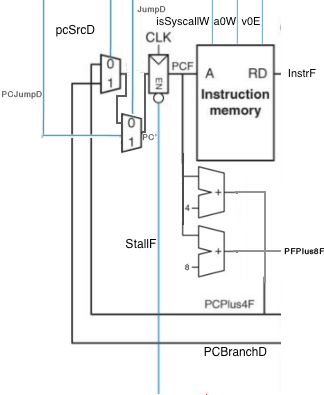 JumpD
pcSrcD
isSyscallW a0W v0E
CLK
PCJumpD
0
1
EN
PCF
A RD
InstrF
Instruction
memory
0
1
PC'
+
4
StallF
+
PFPlus8F
8
PCPlus4F
PCBranchD